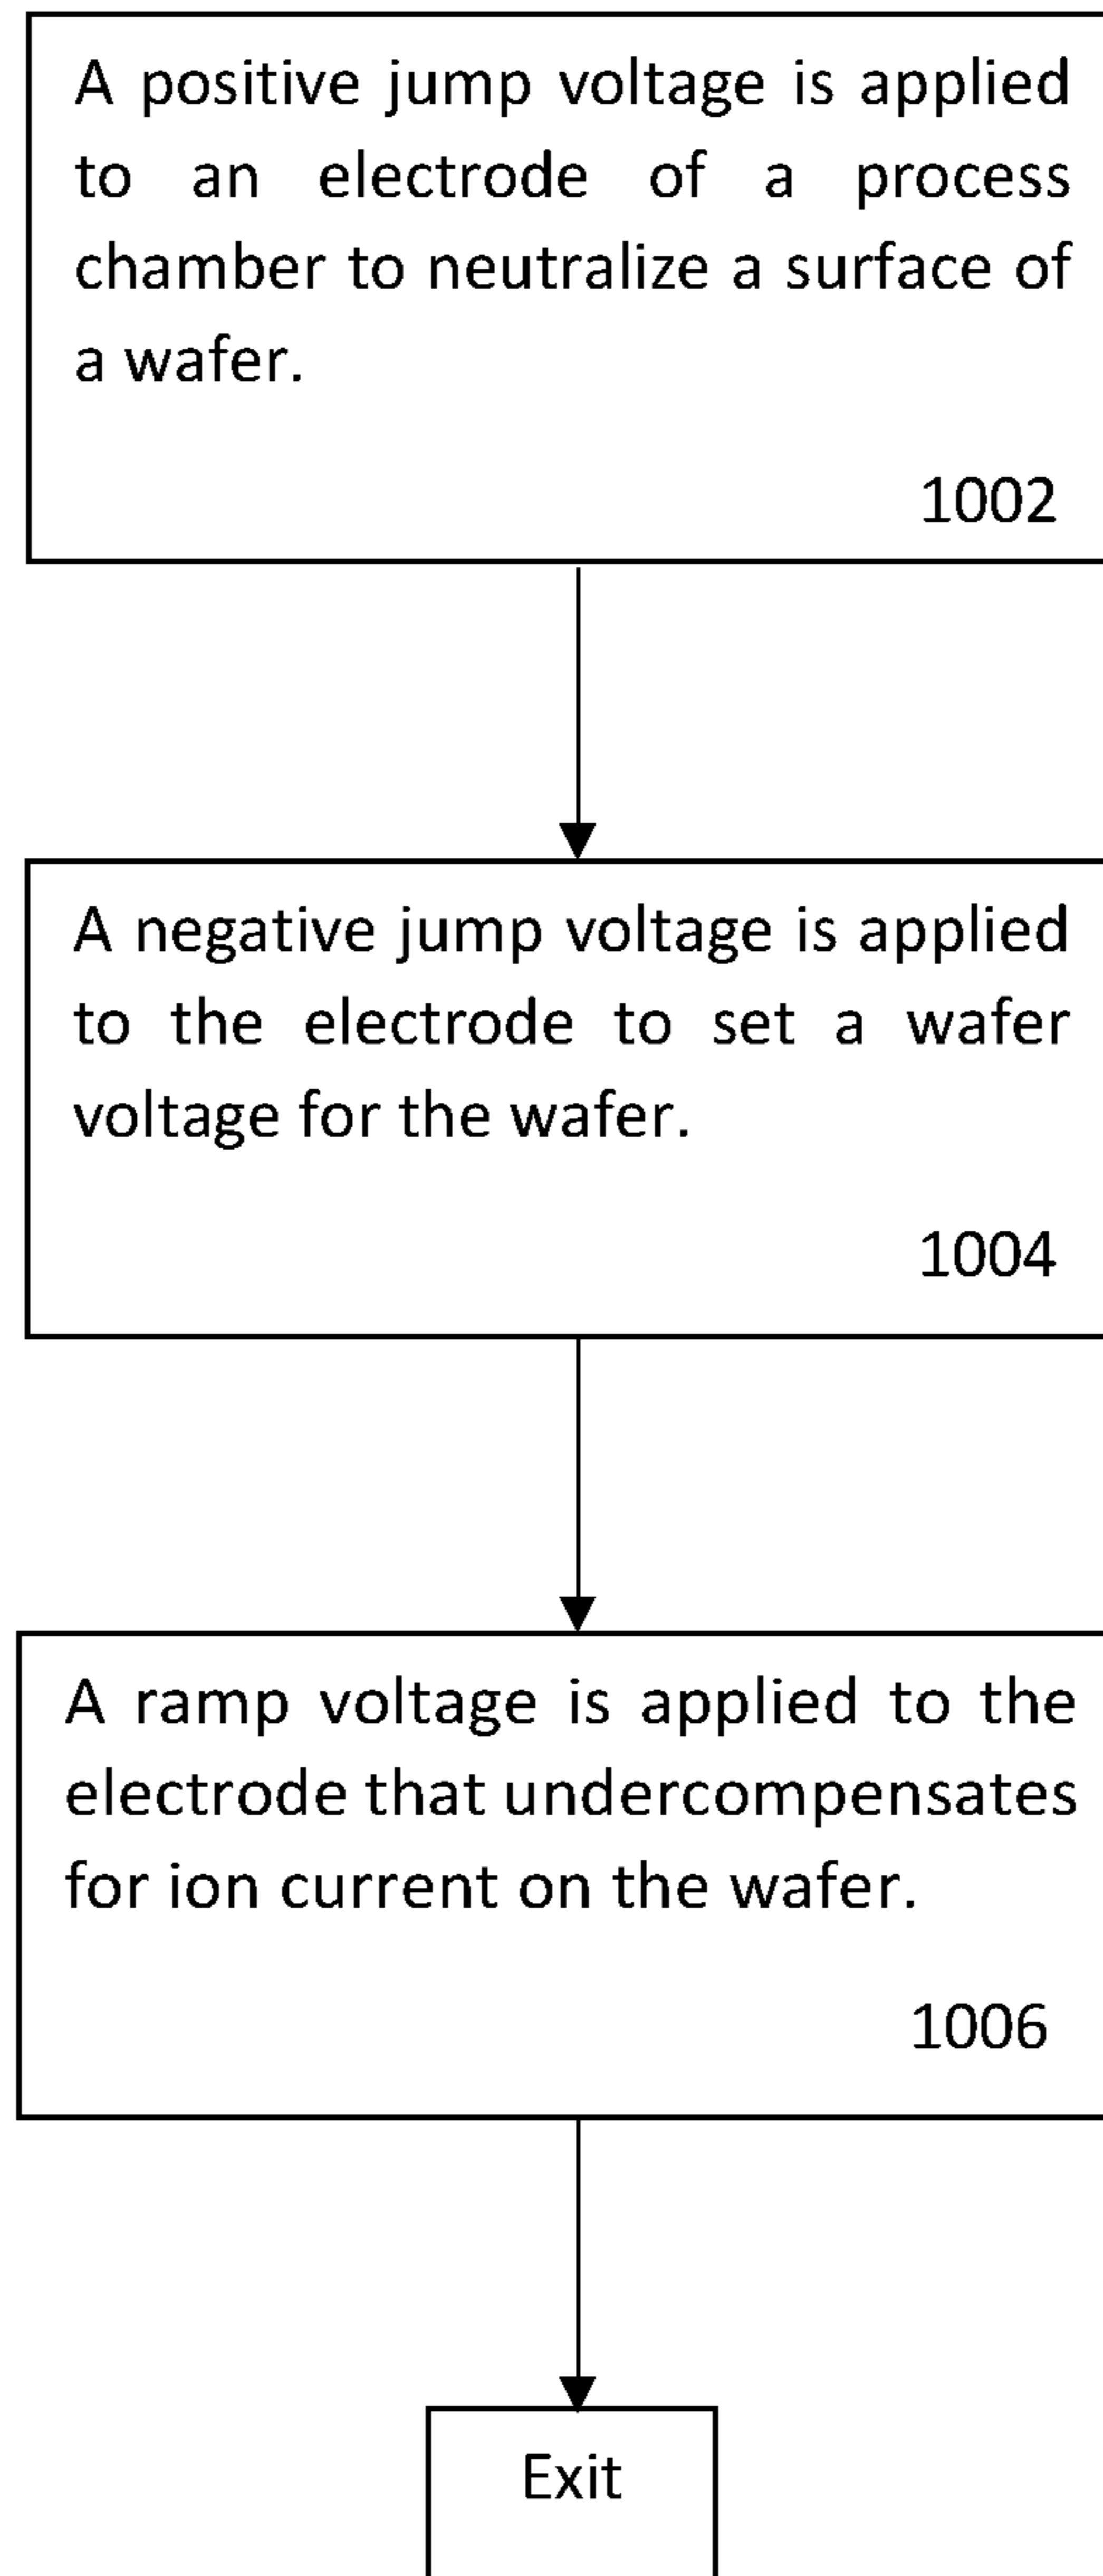 A positive jump voltage is applied
to an electrode of a process
chamber to neutralize a surface of
a wafer.
1002
A negative jump voltage is applied
to the electrode to set a wafer
voltage for the wafer.
1004
A ramp voltage is applied to the
electrode that undercompensates
for ion current on the wafer.
1006
Exit